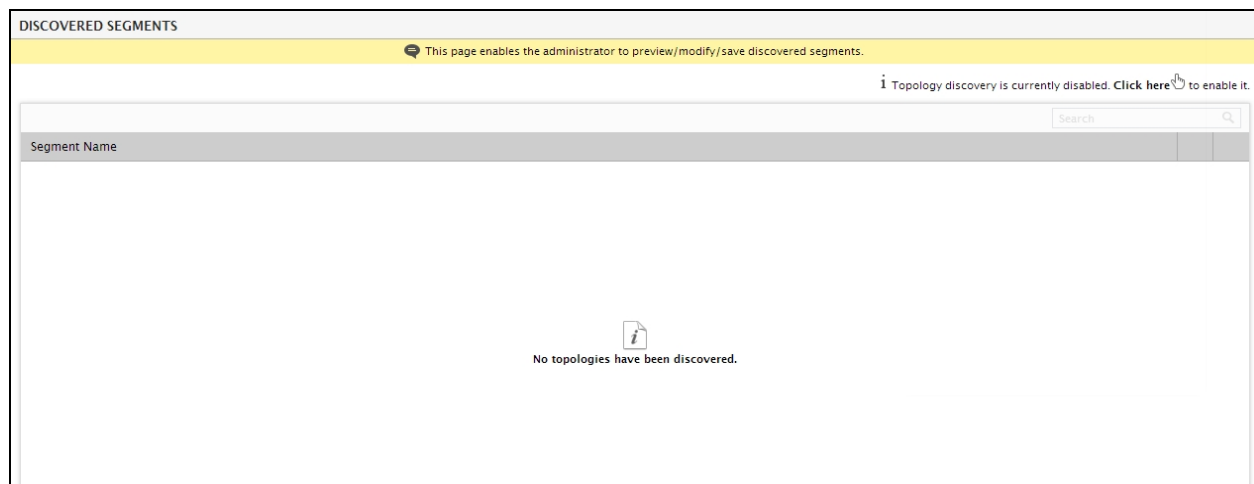 DISCOVERED SEGMENTS
This page enables the administrator to preview/modify/save discovered segments.
i Topology discovery is currently disabled. Click here to enable it.
Search
Segment Name
i
No topologies have been discovered.